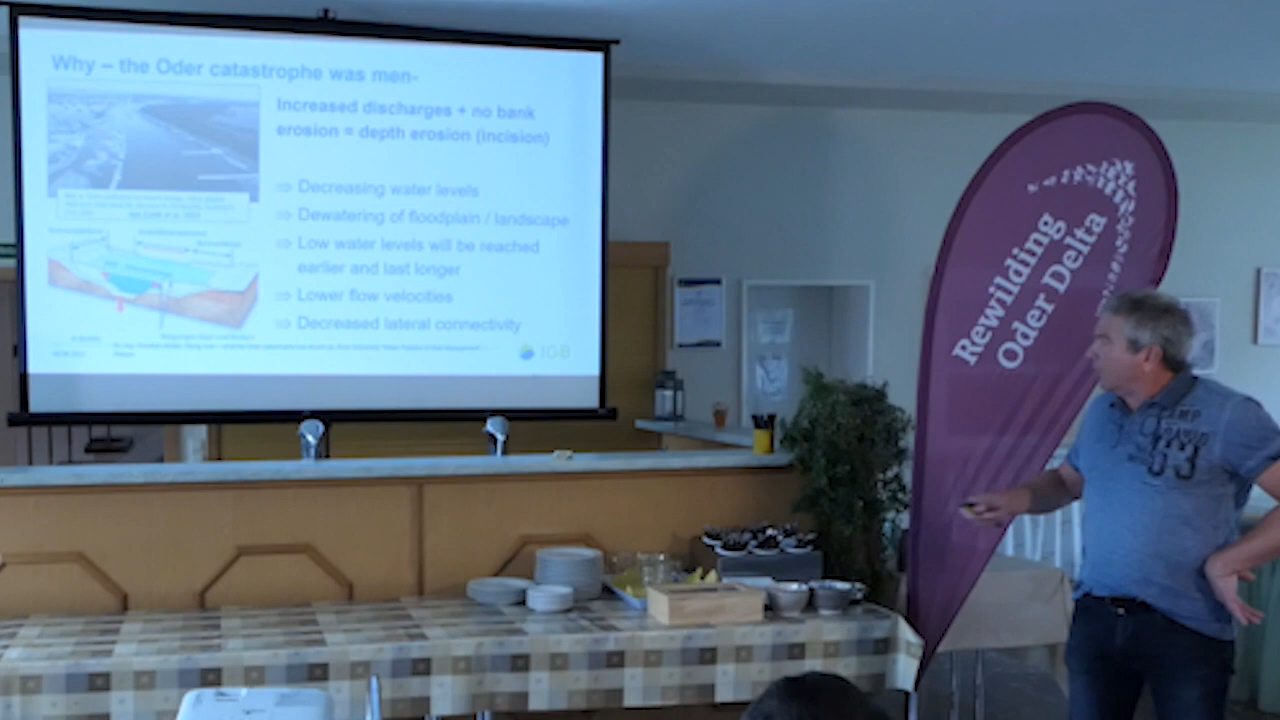 Why – the Oder catastrophe was men-
Increased discharges + no bank
erosion = depth erosion (incision)
⇨ Decreasing water levels
⇨ Dewatering of floodplain / landscape
⇨ Low water levels will be reached
earlier and last longer
⇨ Lower flow velocities
⇨ Decreased lateral connectivity
IGB
Rewilding
Oder Delta
CAMP
DAVID